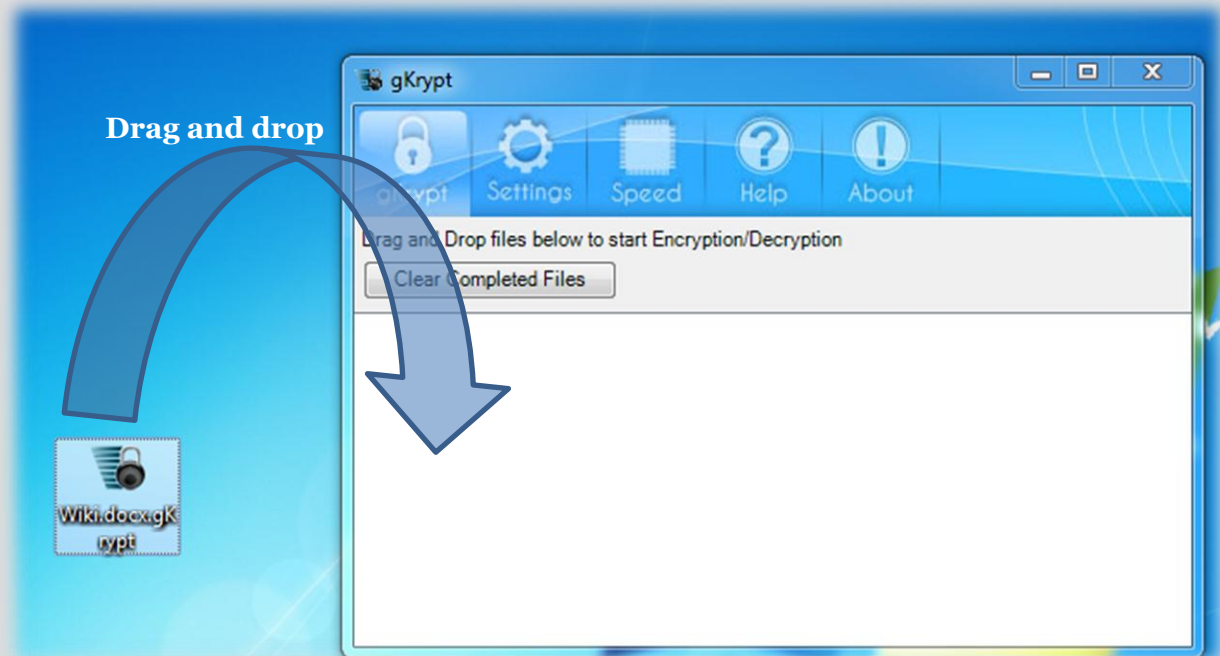 gKrypt
Drag and drop
gKrypt
Settings
Speed
Help
About
Drag and Drop files below to start Encryption/Decryption
Clear Completed Files
Wiki.docx.gK
rypt